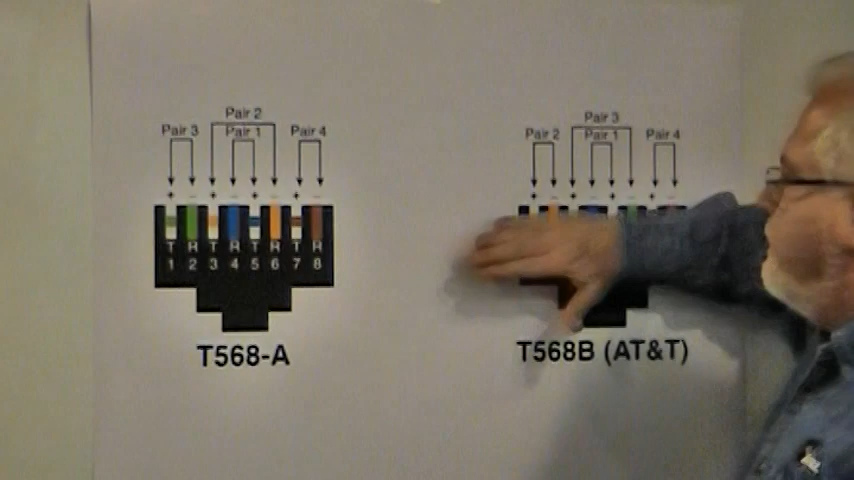 Pair 2
Pair 3 Pair 1 Pair 4
+ - + - + - + -
T R T R T R T R
1 2 3 4 5 6 7 8
T568-A
Pair 3
Pair 2 Pair 1 Pair 4
+ - + - + - + -
T568B (AT&T)